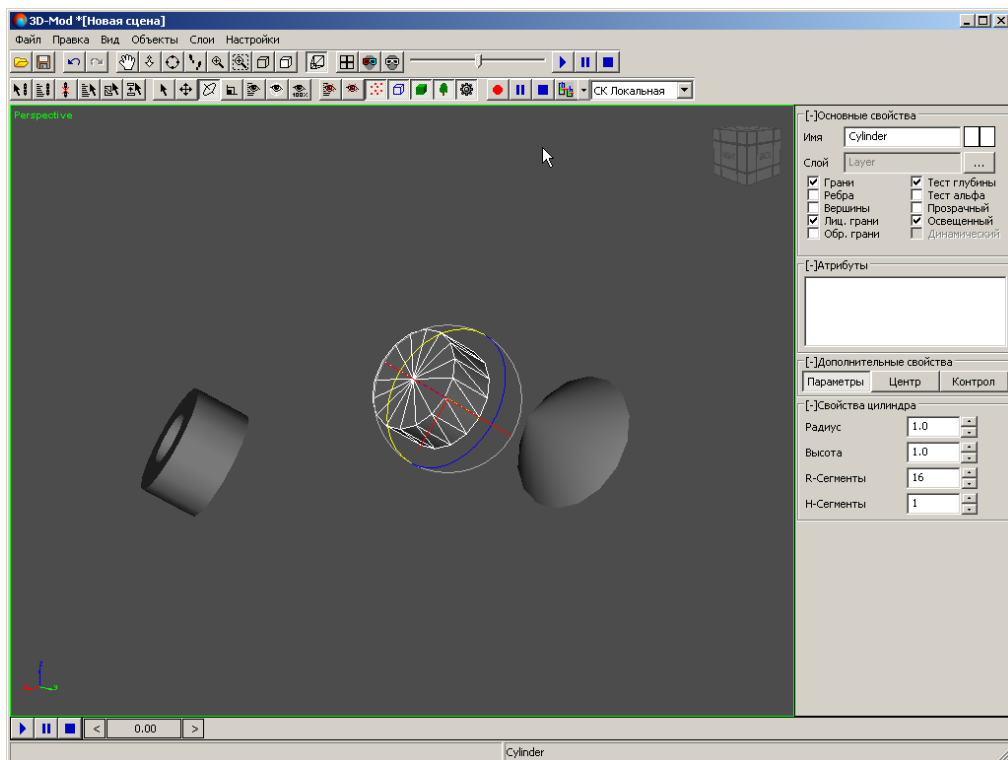 3D-Mod *[Новая сцена]
Файл Правка Вид Объекты Слои Настройки
СК Локальная
Perspective
[-]Основные свойства
Имя Cylinder
Слой Layer ...
Грани Тест глубины
Ребра Тест альфа
Вершины Прозрачный
Лиц. грани Освещенный
Обр. грани Динамический
[-]Атрибуты
[-]Дополнительные свойства
Параметры Центр Контрол
[-]Свойства цилиндра
Радиус 1.0
Высота 1.0
R-Сегменты 16
H-Сегменты 1
< 0.00 >
Cylinder